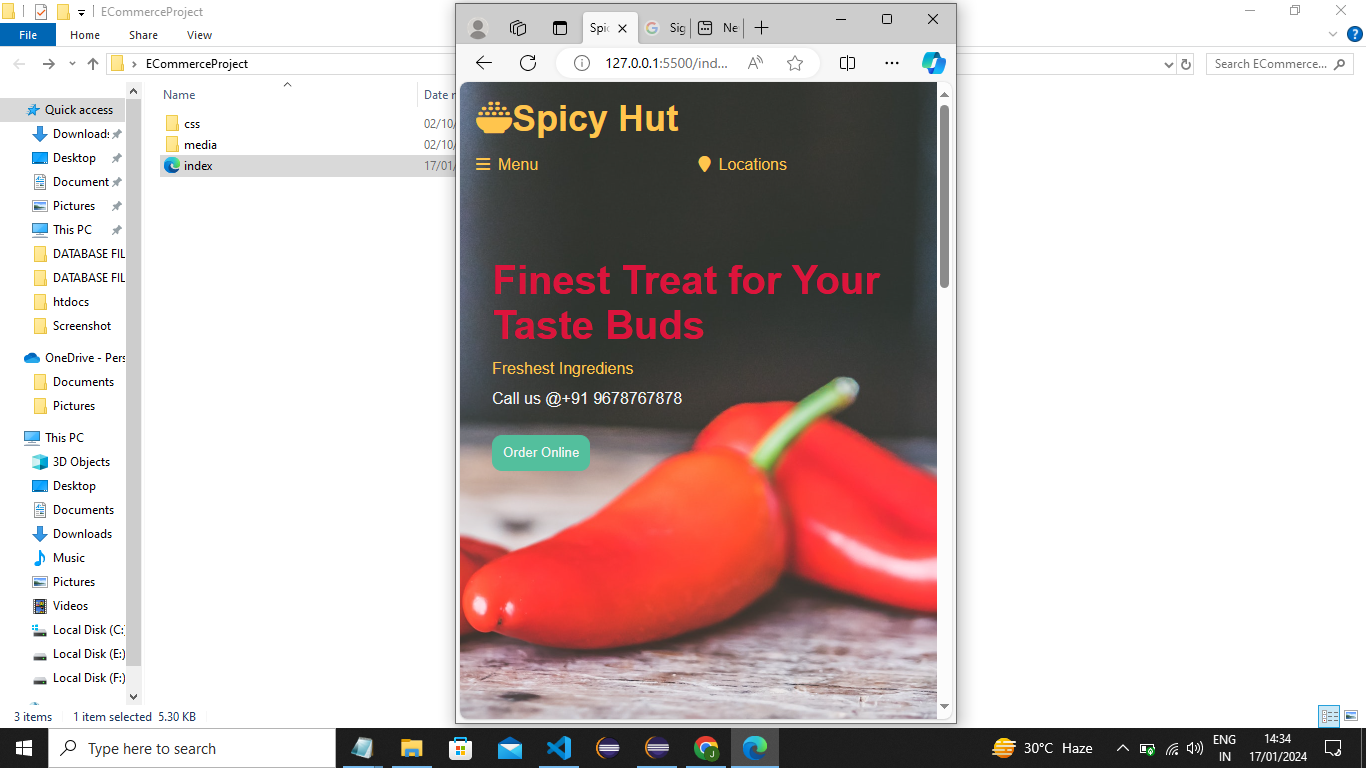 ECommerceProject
File Home Share View
ECommerceProject
Search ECommerce...
Name
Date
css 02/10/
media 02/10/
index 17/01/
Quick access
Downloads
Desktop
Document
Pictures
This PC
DATABASE FIL
DATABASE FIL
htdocs
Screenshot
OneDrive - Pers
Documents
Pictures
This PC
3D Objects
Desktop
Documents
Downloads
Music
Pictures
Videos
Local Disk (C:)
Local Disk (E:)
Local Disk (F:)
3 items 1 item selected 5.30 KB
Spic Sig Ne
127.0.0.1:5500/ind...
Spicy Hut
Menu Locations
Finest Treat for Your
Taste Buds
Freshest Ingrediens
Call us @+91 9678767878
Order Online
Type here to search
30°C Haze
ENG
IN
14:34
17/01/2024